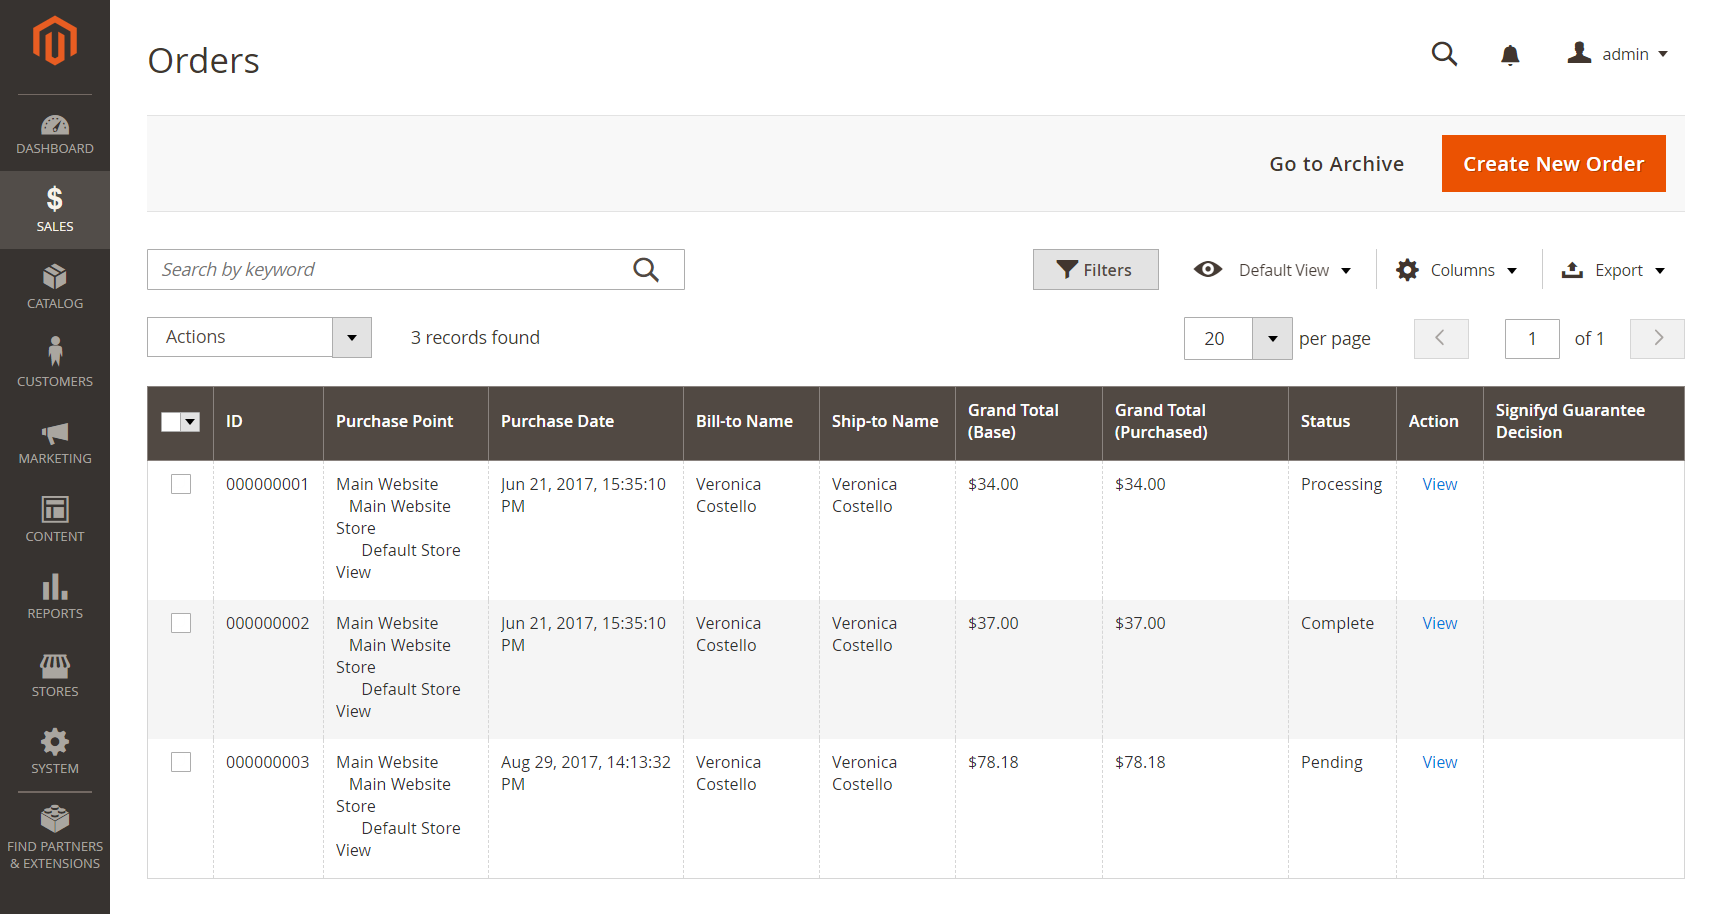 Orders
admin
DASHBOARD
SALES
CATALOG
CUSTOMERS
MARKETING
CONTENT
REPORTS
STORES
SYSTEM
FIND PARTNERS
& EXTENSIONS
Go to Archive
Create New Order
Search by keyword
Filters
Default View
Columns
Export
Actions
3 records found
20
per page
1
of 1
ID
Purchase Point
Purchase Date
Bill-to Name
Ship-to Name
Grand Total
(Base)
Grand Total
(Purchased)
Status
Action
Signifyd Guarantee
Decision
000000001
Main Website
Main Website
Store
Default Store
View
Jun 21, 2017, 15:35:10
PM
Veronica
Costello
Veronica
Costello
$34.00
$34.00
Processing
View
000000002
Main Website
Main Website
Store
Default Store
View
Jun 21, 2017, 15:35:10
PM
Veronica
Costello
Veronica
Costello
$37.00
$37.00
Complete
View
000000003
Main Website
Main Website
Store
Default Store
View
Aug 29, 2017, 14:13:32
PM
Veronica
Costello
Veronica
Costello
$78.18
$78.18
Pending
View